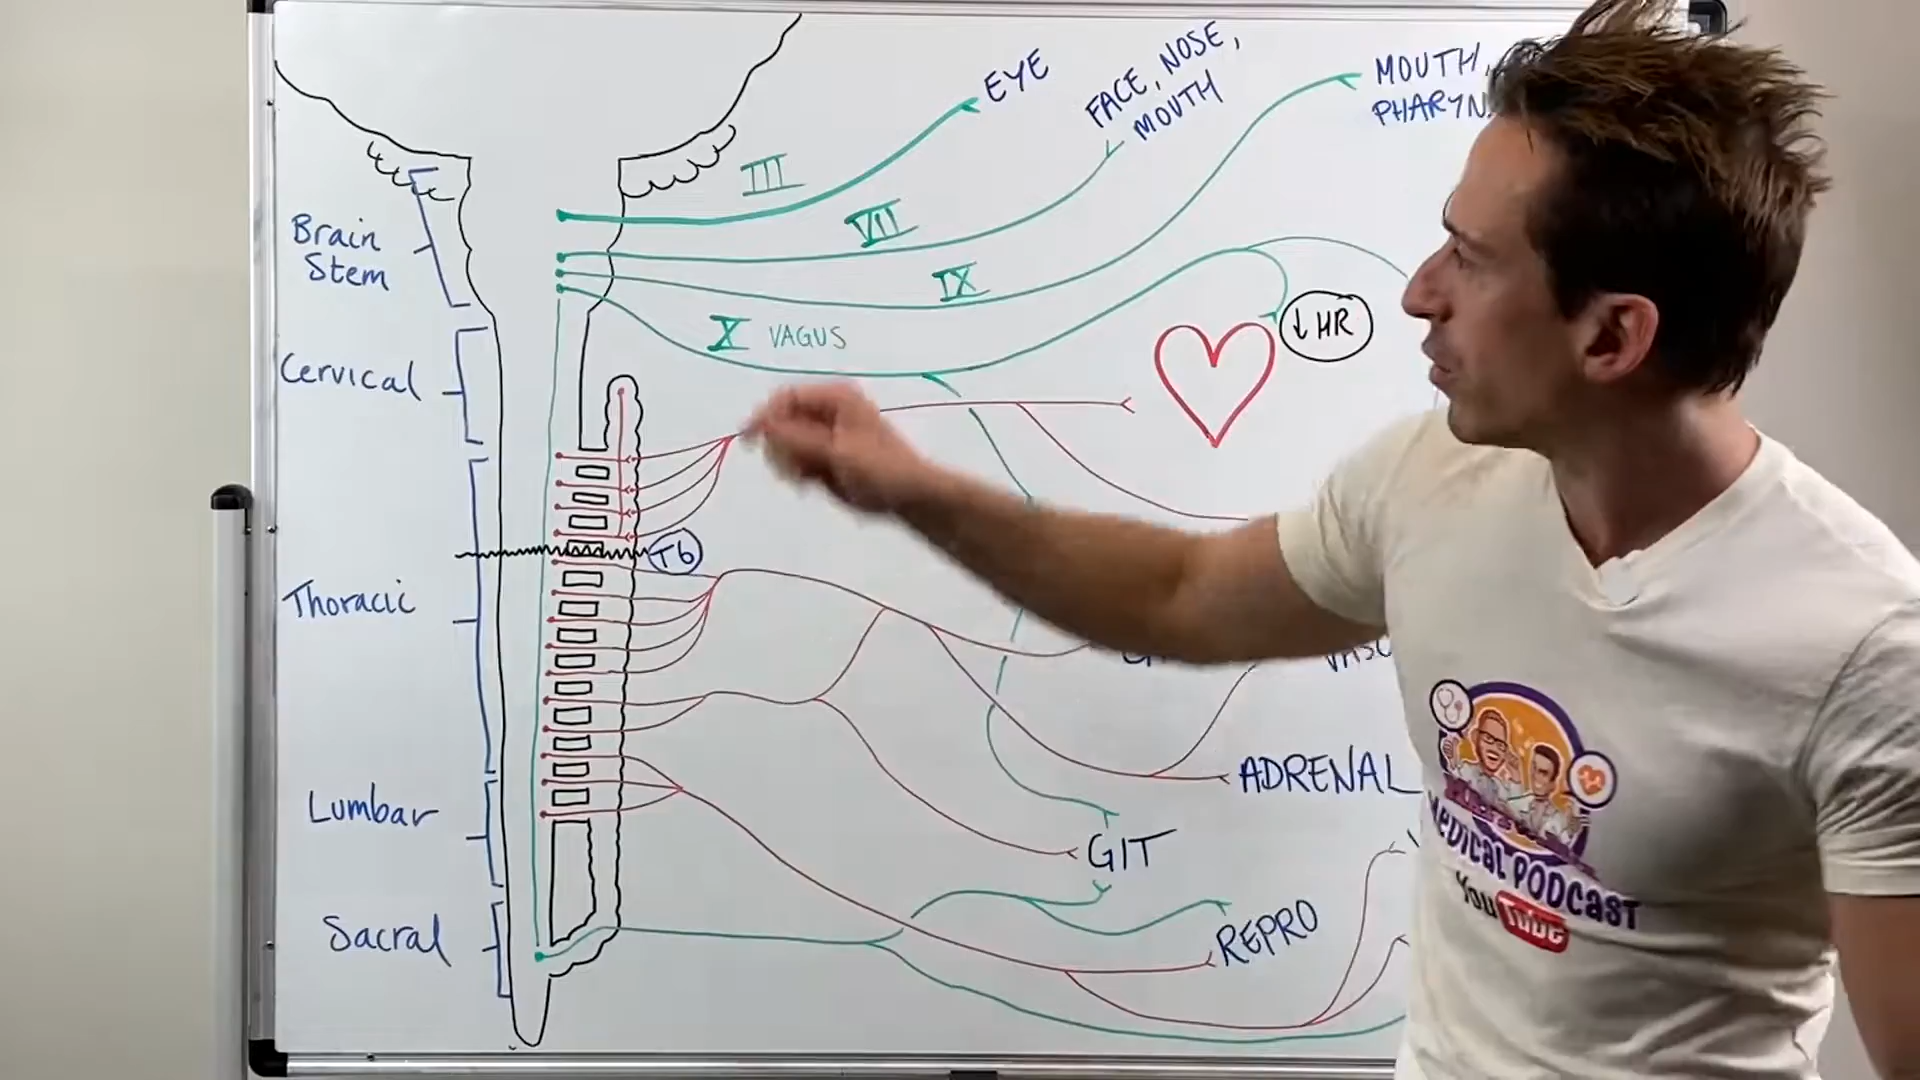 EYE
FACE, NOSE,
MOUTH
MOUTH,
III
VII
IX
X VAGUS
↓ HR
Brain
Stem
Cervical
T6
Thoracic
ADRENAL
Lumbar
GIT
Sacral
REPRO
MEDICAL PODCAST
YouTube